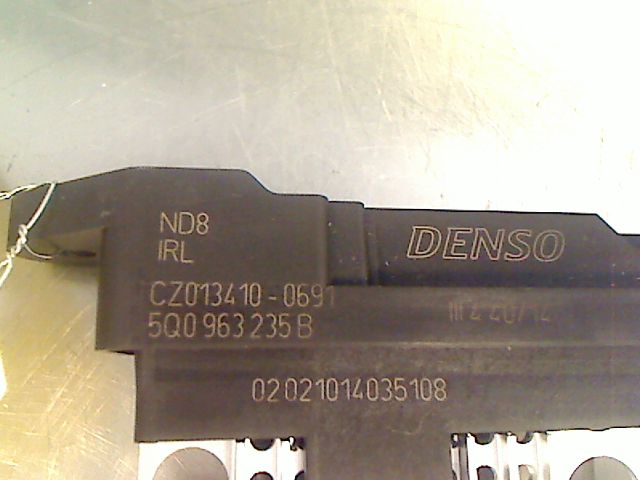 ND8
IRL
DENSO
CZ013410-0691
5Q0 963 235 B
02021014035108